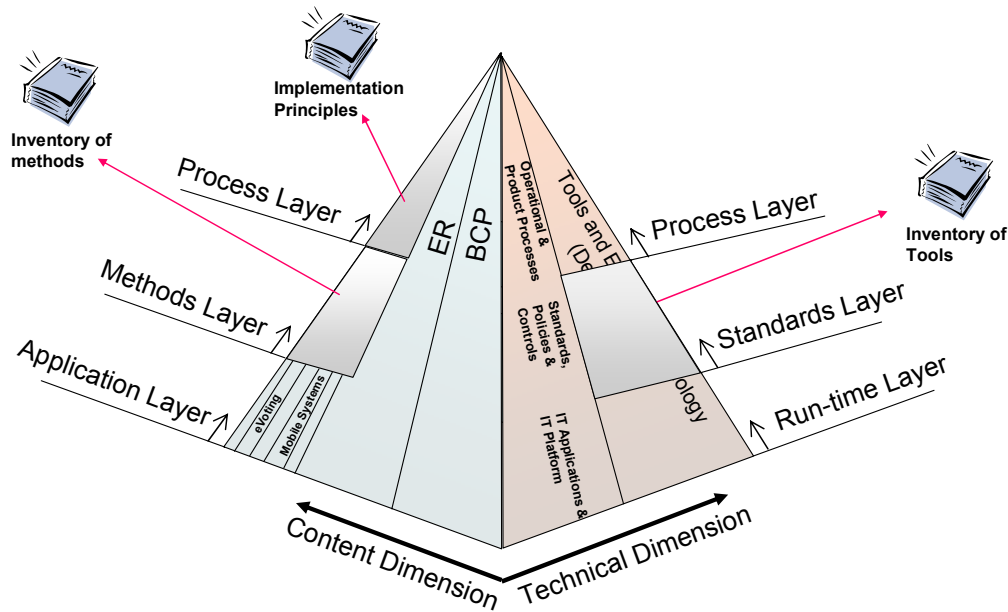 Implementation
Principles
Inventory of
methods
Process Layer
Methods Layer
Application Layer
eVoting
Mobile Systems
ER
BCP
Operational &
Product Processes
Standards,
Policies &
Controls
IT Applications &
IT Platform
Tools and
Process Layer
Standards Layer
Run-time Layer
Inventory of
Tools
Content Dimension
Technical Dimension